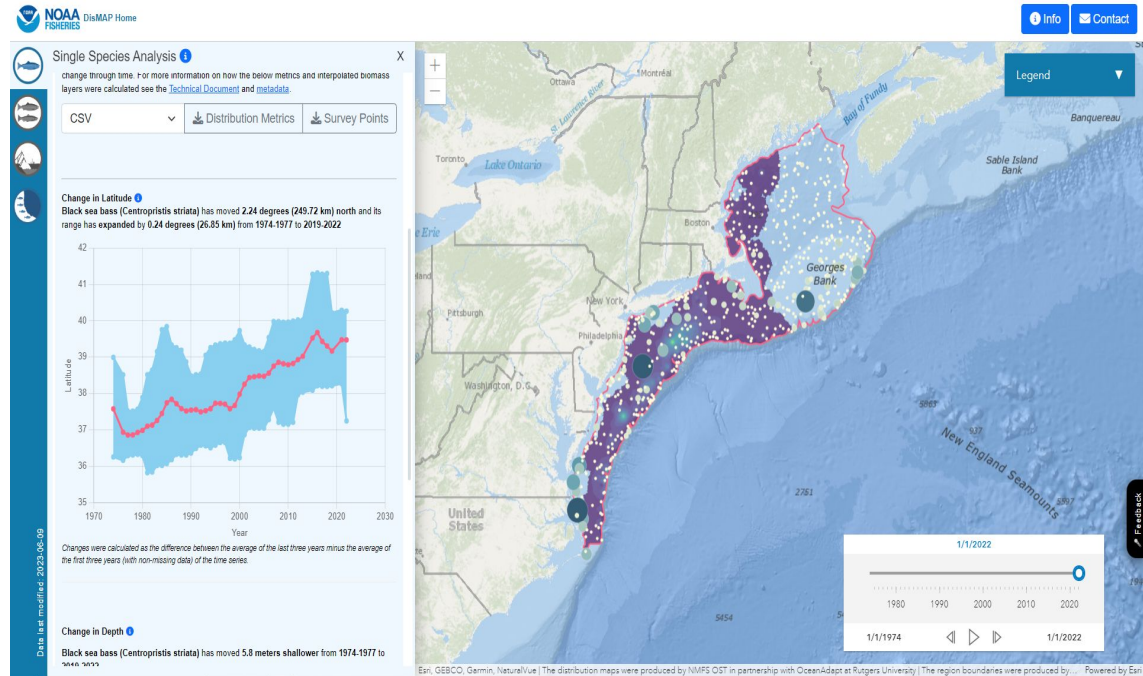 NOAA
FISHERIES
DisMAP Home
Info
Contact
Single Species Analysis
X
change through time. For more information on how the below metrics and interpolated biomass
layers were calculated see the Technical Document and metadata.
CSV
Distribution Metrics
Survey Points
Change in Latitude
Black sea bass (Centropristis striata) has moved 2.24 degrees (249.72 km) north and its
range has expanded by 0.24 degrees (26.85 km) from 1974-1977 to 2019-2022
42
41
40
39
38
37
36
35
Latitude
1970 1980 1990 2000 2010 2020 2030
Year
Changes were calculated as the difference between the average of the last three years minus the average of
the first three years (with non-missing data) of the time series.
Change in Depth
Black sea bass (Centropristis striata) has moved 5.8 meters shallower from 1974-1977 to
2019-2022
Data last modified: 2023-06-09
+
−
Legend
Ottawa
Montréal
St. Lawrence River
Bay of Fundy
Banquereau
Toronto
Lake Ontario
Sable Island
Bank
Boston
e Erie
Georges
Bank
New York
Pittsburgh
Philadelphia
Washington, D.C.
New England Seamounts
2751
United
States
5454
Feedback
1/1/2022
1980 1990 2000 2010 2020
1/1/1974
1/1/2022
Esri, GEBCO, Garmin, NaturalVue | The distribution maps were produced by NMFS OST in partnership with OceanAdapt at Rutgers University | The region boundaries were produced by...
Powered by Esri